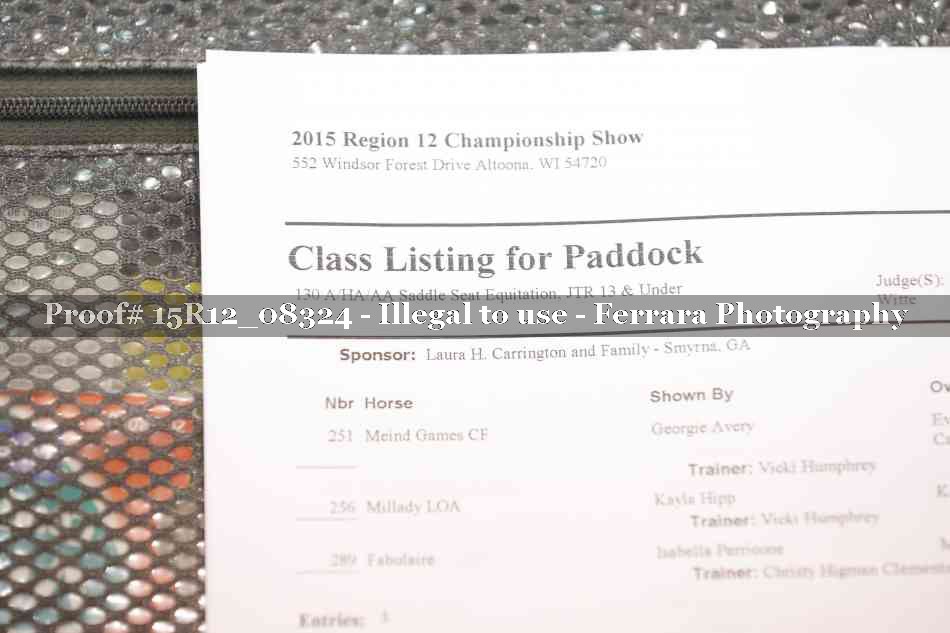 2015 Region 12 Championship Show
552 Windsor Forest Drive Altoona, WI 54720
Class Listing for Paddock
130 A/HA/AA Saddle Seat Equitation, JTR 13 & Under
Judge(S):
Witte
Proof# 15R12_08324 - Illegal to use - Ferrara Photography
Sponsor: Laura H. Carrington and Family - Smyrna, GA
Nbr Horse Shown By
251 Meind Games CF Georgie Avery
Trainer: Vicki Humphrey
256 Millady LOA Kayla Hipp
Trainer: Vicki Humphrey
289 Fabulaire Isabella Perricone
Trainer: Christy Higman Clements
Entries: 3